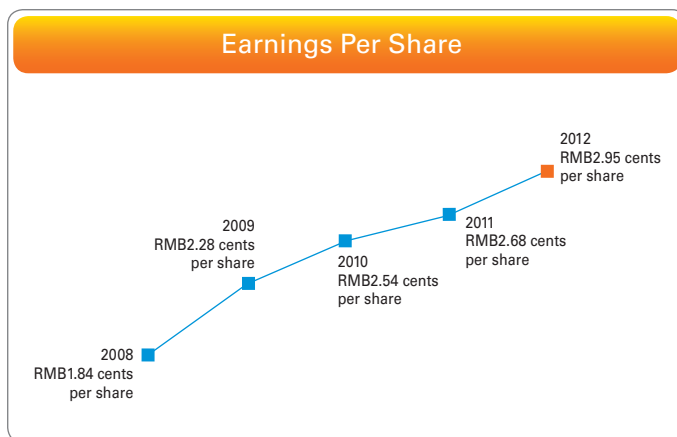 Earnings Per Share
2012
RMB2.95 cents
per share
2009
RMB2.28 cents
per share
2011
RMB2.68 cents
per share
2010
RMB2.54 cents
per share
2008
RMB1.84 cents
per share